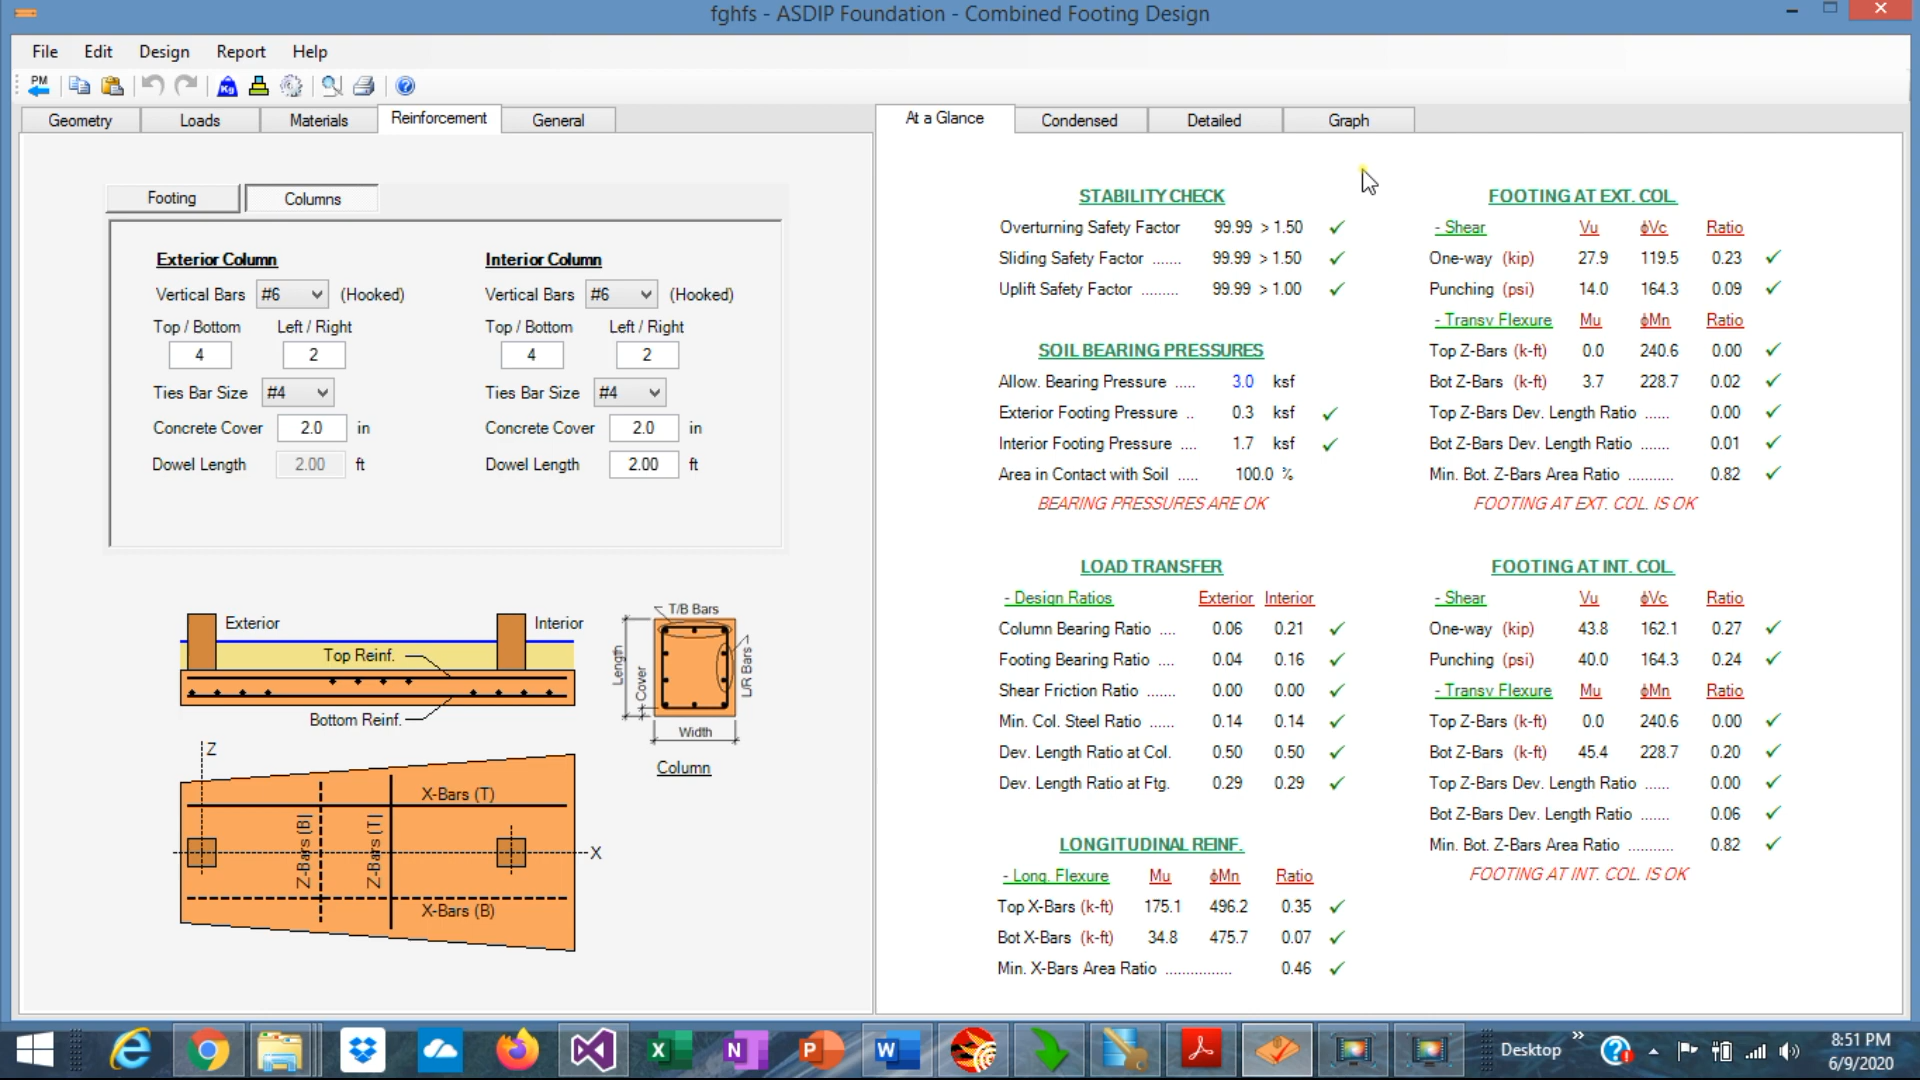 fghfs - ASDIP Foundation - Combined Footing Design
File Edit Design Report Help
PM Kg
Geometry Loads Materials Reinforcement General
At a Glance Condensed Detailed Graph
Footing Columns
Exterior Column
Vertical Bars #6 (Hooked)
Top / Bottom Left / Right
4 2
Ties Bar Size #4
Concrete Cover 2.0 in
Dowel Length 2.00 ft
Interior Column
Vertical Bars #6 (Hooked)
Top / Bottom Left / Right
4 2
Ties Bar Size #4
Concrete Cover 2.0 in
Dowel Length 2.00 ft
Exterior
Interior
Top Reinf.
Bottom Reinf.
T/B Bars
Length
Cover
L/R Bars
Width
Column
Z
X-Bars (T)
Z-Bars (B)
Z-Bars (T)
X
X-Bars (B)
STABILITY CHECK
Overturning Safety Factor 99.99 > 1.50 ✓
Sliding Safety Factor ....... 99.99 > 1.50 ✓
Uplift Safety Factor ......... 99.99 > 1.00 ✓
SOIL BEARING PRESSURES
Allow. Bearing Pressure ..... 3.0 ksf
Exterior Footing Pressure .. 0.3 ksf ✓
Interior Footing Pressure .... 1.7 ksf ✓
Area in Contact with Soil ..... 100.0 %
BEARING PRESSURES ARE OK
LOAD TRANSFER
- Design Ratios Exterior Interior
Column Bearing Ratio .... 0.06 0.21 ✓
Footing Bearing Ratio .... 0.04 0.16 ✓
Shear Friction Ratio ....... 0.00 0.00 ✓
Min. Col. Steel Ratio ...... 0.14 0.14 ✓
Dev. Length Ratio at Col. 0.50 0.50 ✓
Dev. Length Ratio at Ftg. 0.29 0.29 ✓
LONGITUDINAL REINF.
- Long. Flexure Mu ϕMn Ratio
Top X-Bars (k-ft) 175.1 496.2 0.35 ✓
Bot X-Bars (k-ft) 34.8 475.7 0.07 ✓
Min. X-Bars Area Ratio ................ 0.46 ✓
FOOTING AT EXT. COL.
- Shear Vu ϕVc Ratio
One-way (kip) 27.9 119.5 0.23 ✓
Punching (psi) 14.0 164.3 0.09 ✓
- Transv Flexure Mu ϕMn Ratio
Top Z-Bars (k-ft) 0.0 240.6 0.00 ✓
Bot Z-Bars (k-ft) 3.7 228.7 0.02 ✓
Top Z-Bars Dev. Length Ratio ...... 0.00 ✓
Bot Z-Bars Dev. Length Ratio ....... 0.01 ✓
Min. Bot. Z-Bars Area Ratio .......... 0.82 ✓
FOOTING AT EXT. COL. IS OK
FOOTING AT INT. COL.
- Shear Vu ϕVc Ratio
One-way (kip) 43.8 162.1 0.27 ✓
Punching (psi) 40.0 164.3 0.24 ✓
- Transv Flexure Mu ϕMn Ratio
Top Z-Bars (k-ft) 0.0 240.6 0.00 ✓
Bot Z-Bars (k-ft) 45.4 228.7 0.20 ✓
Top Z-Bars Dev. Length Ratio ...... 0.00 ✓
Bot Z-Bars Dev. Length Ratio ....... 0.06 ✓
Min. Bot. Z-Bars Area Ratio .......... 0.82 ✓
FOOTING AT INT. COL. IS OK
Desktop
8:51 PM
6/9/2020